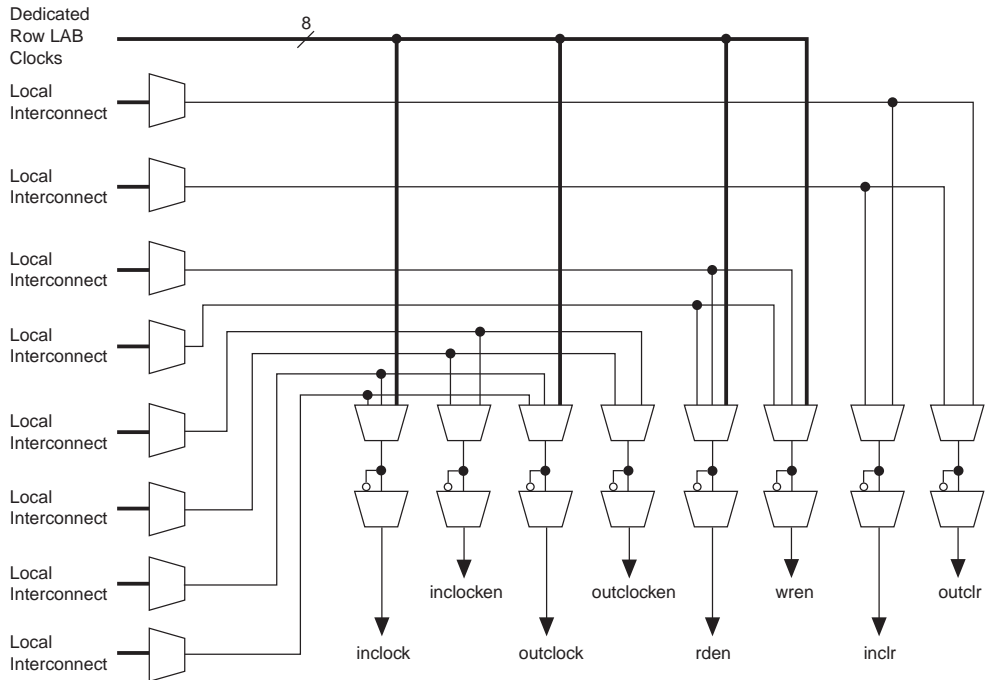 Dedicated
Row LAB
Clocks
8
Local
Interconnect
Local
Interconnect
Local
Interconnect
Local
Interconnect
Local
Interconnect
Local
Interconnect
Local
Interconnect
Local
Interconnect
inclocken
outclocken
wren
outclr
inclock
outclock
rden
inclr